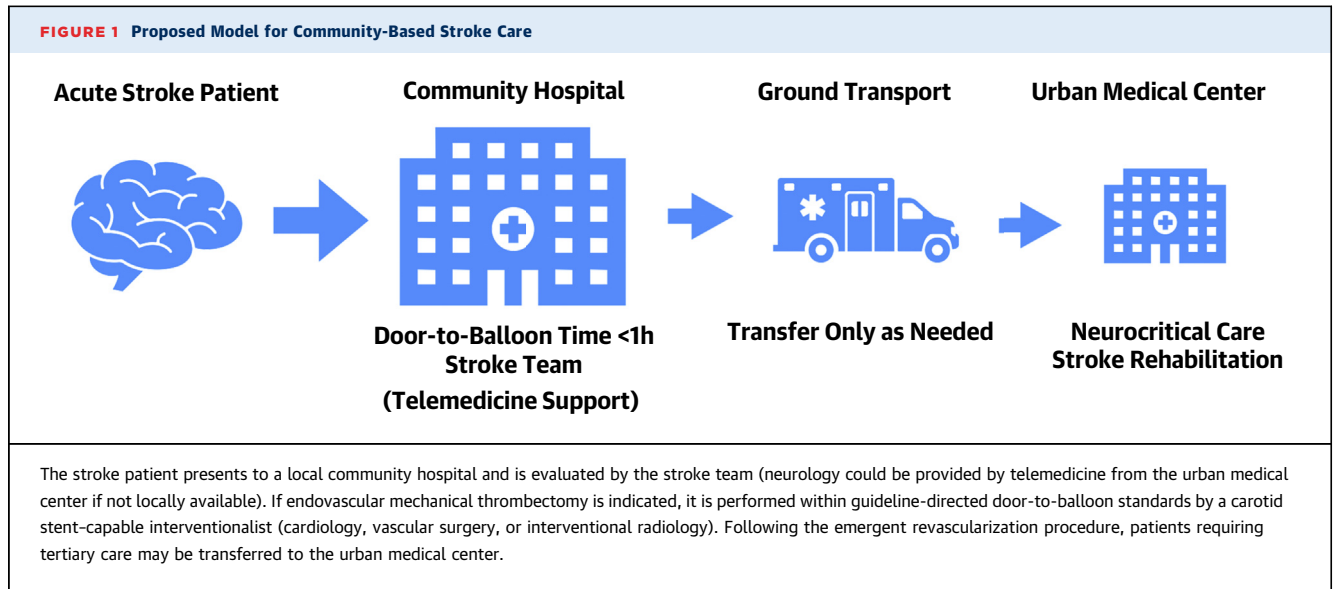 FIGURE 1 Proposed Model for Community-Based Stroke Care
Acute Stroke Patient
Community Hospital
Ground Transport
Urban Medical Center
Door-to-Balloon Time <1h
Stroke Team
(Telemedicine Support)
Transfer Only as Needed
Neurocritical Care
Stroke Rehabilitation
The stroke patient presents to a local community hospital and is evaluated by the stroke team (neurology could be provided by telemedicine from the urban medical
center if not locally available). If endovascular mechanical thrombectomy is indicated, it is performed within guideline-directed door-to-balloon standards by a carotid
stent–capable interventionalist (cardiology, vascular surgery, or interventional radiology). Following the emergent revascularization procedure, patients requiring
tertiary care may be transferred to the urban medical center.